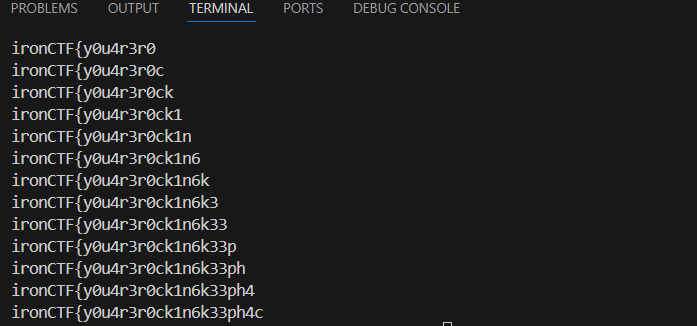 PROBLEMS OUTPUT TERMINAL PORTS DEBUG CONSOLE
ironCTF{y0u4r3r0
ironCTF{y0u4r3r0c
ironCTF{y0u4r3r0ck
ironCTF{y0u4r3r0ck1
ironCTF{y0u4r3r0ck1n
ironCTF{y0u4r3r0ck1n6
ironCTF{y0u4r3r0ck1n6k
ironCTF{y0u4r3r0ck1n6k3
ironCTF{y0u4r3r0ck1n6k33
ironCTF{y0u4r3r0ck1n6k33p
ironCTF{y0u4r3r0ck1n6k33ph
ironCTF{y0u4r3r0ck1n6k33ph4
ironCTF{y0u4r3r0ck1n6k33ph4c